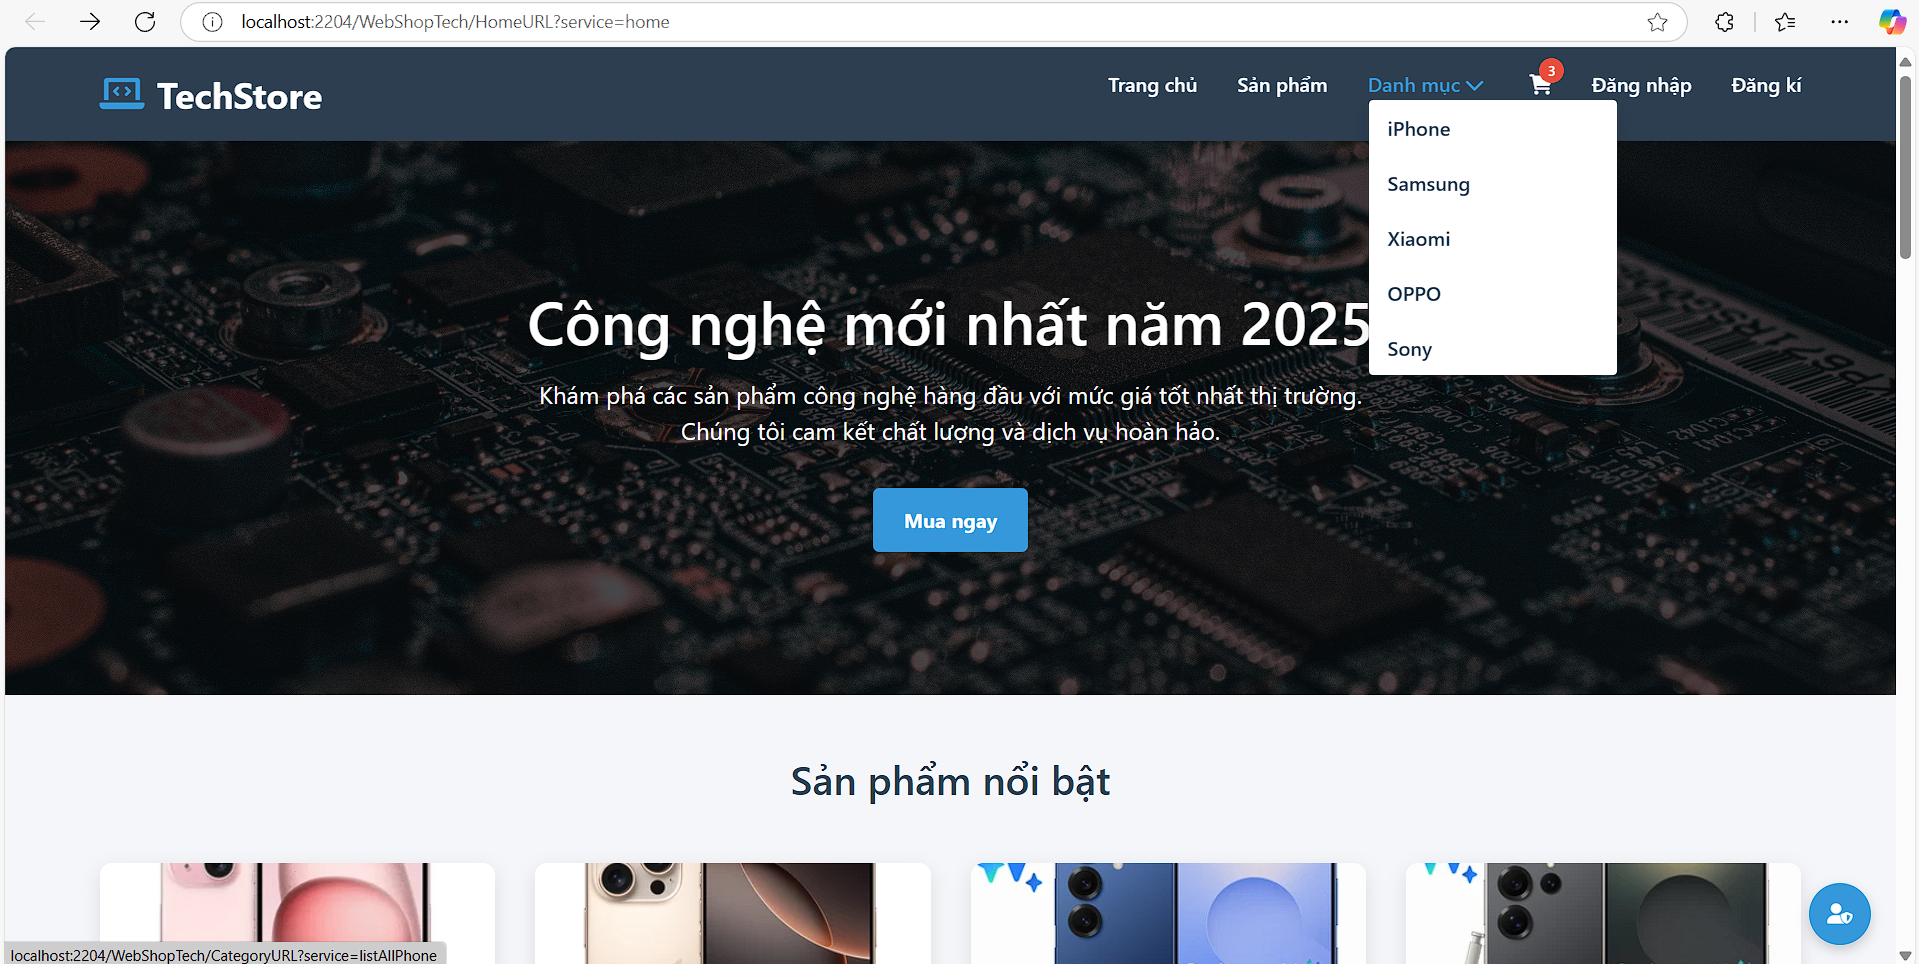 localhost:2204/WebShopTech/HomeURL?service=home
TechStore
Trang chủ
Sản phẩm
Danh mục
3
Đăng nhập
Đăng kí
iPhone
Samsung
Xiaomi
OPPO
Sony
Công nghệ mới nhất năm 2025
Khám phá các sản phẩm công nghệ hàng đầu với mức giá tốt nhất thị trường.
Chúng tôi cam kết chất lượng và dịch vụ hoàn hảo.
Mua ngay
Sản phẩm nổi bật
localhost:2204/WebShopTech/CategoryURL?service=listAllPhone